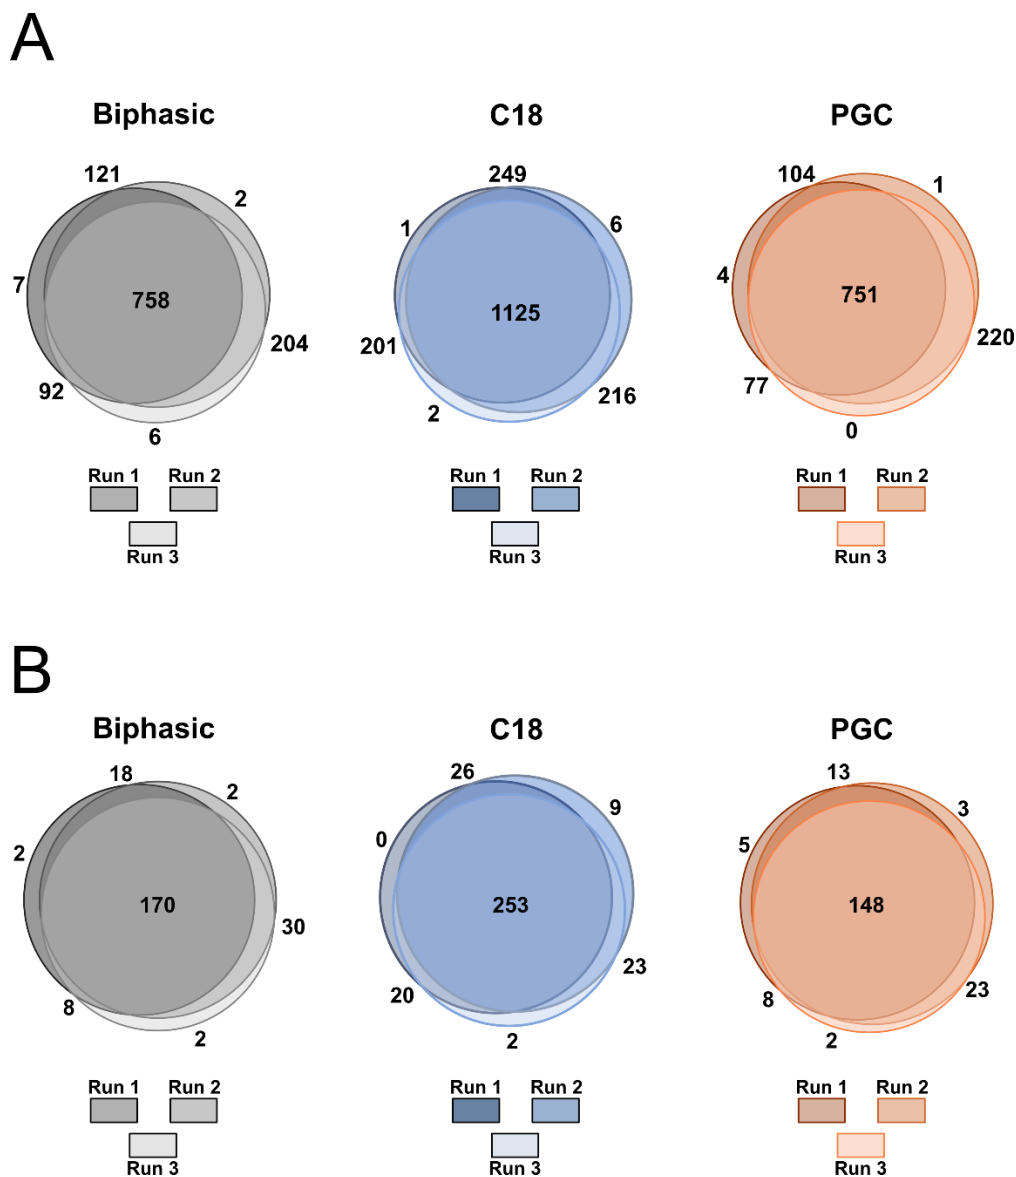 A
Biphasic C18 PGC
121 2 249 104 1
1 6
7 758 1125 4 751
204 201 216 220
92 2 77
6 0
Run 1 Run 2 Run 1 Run 2 Run 1 Run 2
Run 3 Run 3 Run 3
B
Biphasic C18 PGC
18 2 26 9 13 3
2 0 5
170 253 148
30 23 23
8 20 8
2 2 2
Run 1 Run 2 Run 1 Run 2 Run 1 Run 2
Run 3 Run 3 Run 3